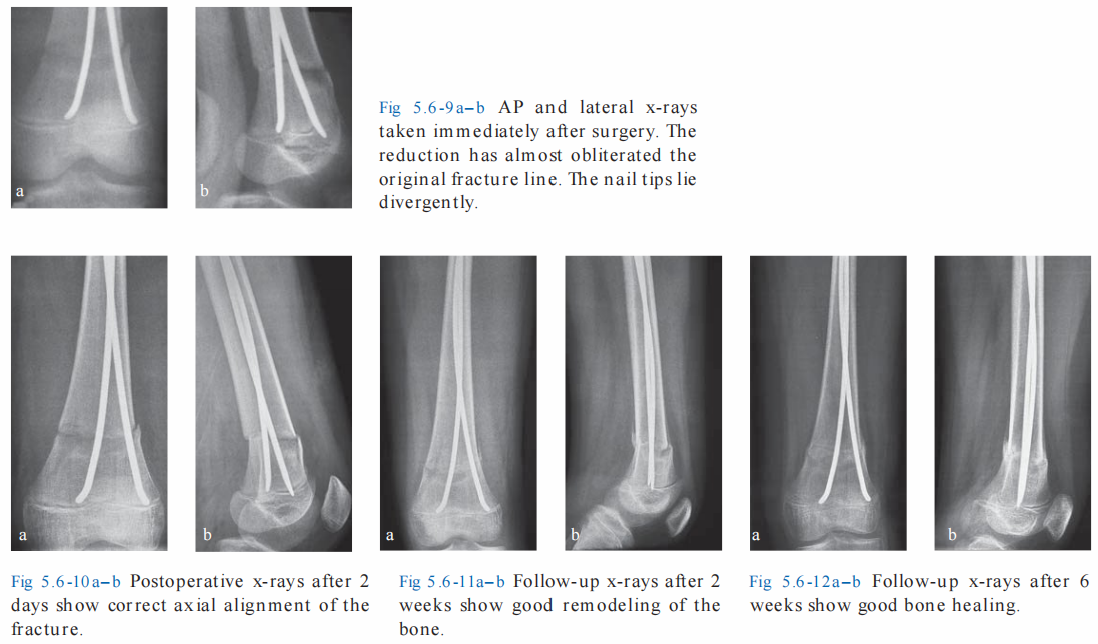 a
b
Fig 5.6-9a–b AP and lateral x-rays
taken immediately after surgery. The
reduction has almost obliterated the
original fracture line. The nail tips lie
divergently.
a
b
a
b
a
b
Fig 5.6-10a–b Postoperative x-rays after 2
days show correct axial alignment of the
fracture.
Fig 5.6-11a–b Follow-up x-rays after 2
weeks show good remodeling of the
bone.
Fig 5.6-12a–b Follow-up x-rays after 6
weeks show good bone healing.